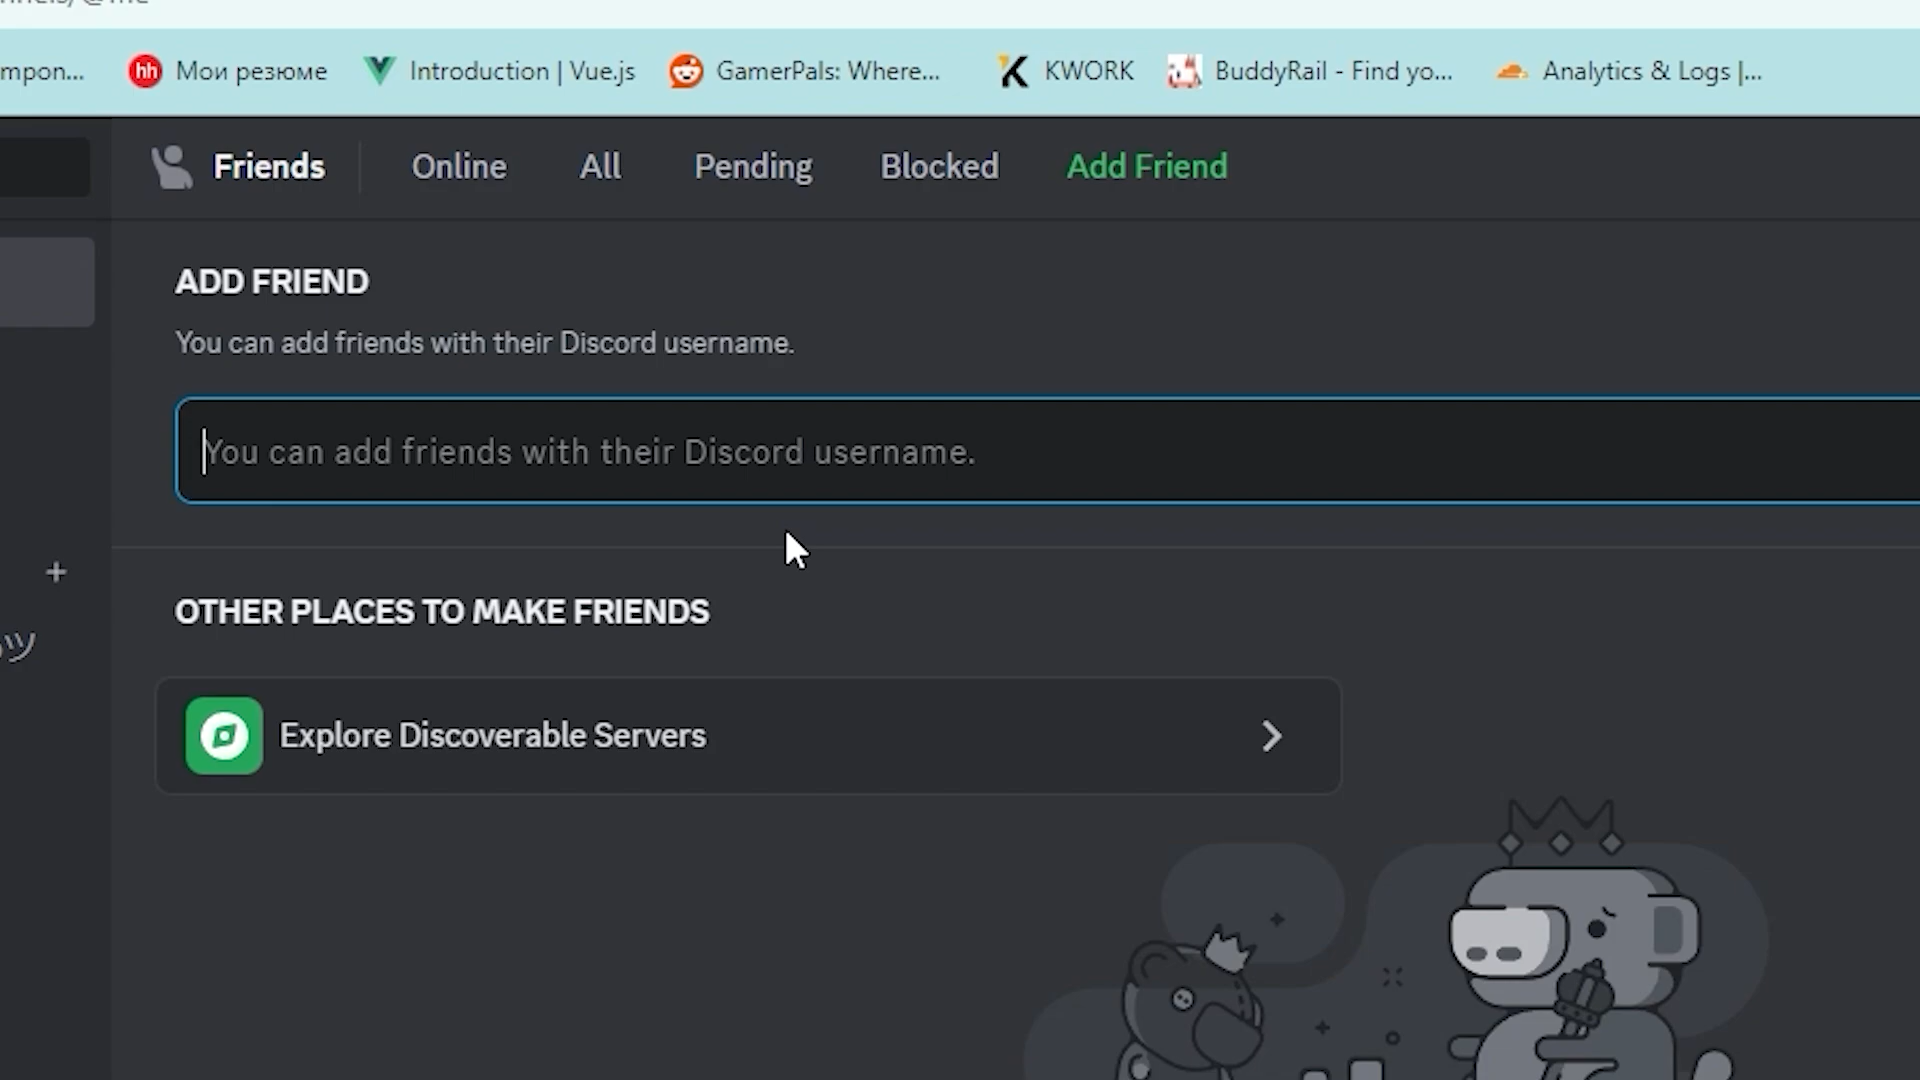 mpon... hh Мои резюме Introduction | Vue.js GamerPals: Where... KWORK BuddyRail - Find yo... Analytics & Logs |...
Friends Online All Pending Blocked Add Friend
ADD FRIEND
You can add friends with their Discord username.
You can add friends with their Discord username.
OTHER PLACES TO MAKE FRIENDS
ツ
Explore Discoverable Servers